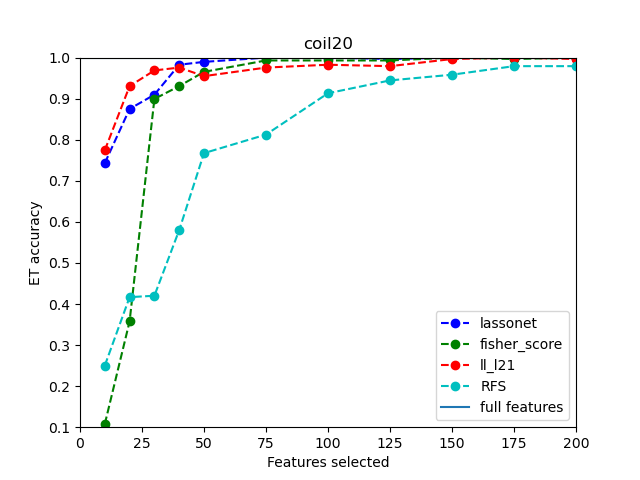 coil20
ET accuracy
1.0
0.9
0.8
0.7
0.6
0.5
0.4
0.3
0.2
0.1
lassonet
fisher_score
ll_l21
RFS
full features
0 25 50 75 100 125 150 175 200
Features selected